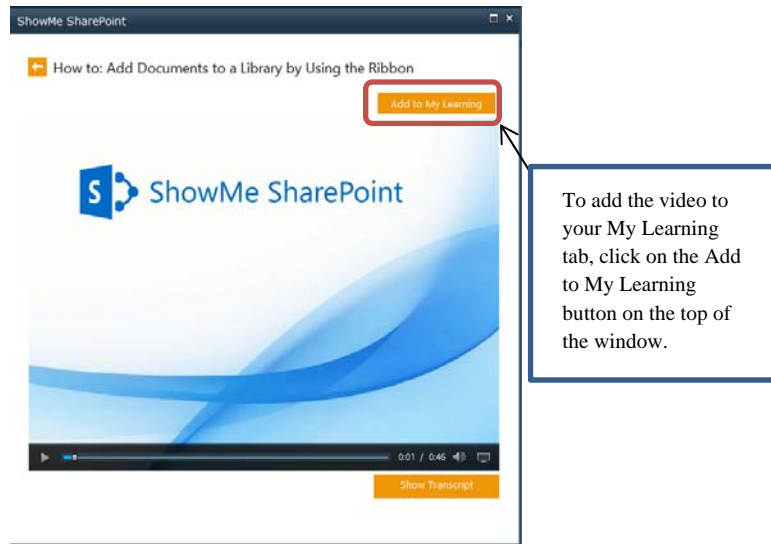 ShowMe SharePoint
How to: Add Documents to a Library by Using the Ribbon
Add to My Learning
S ShowMe SharePoint
To add the video to
your My Learning
tab, click on the Add
to My Learning
button on the top of
the window.
0:01 / 0:46
Show Transcript